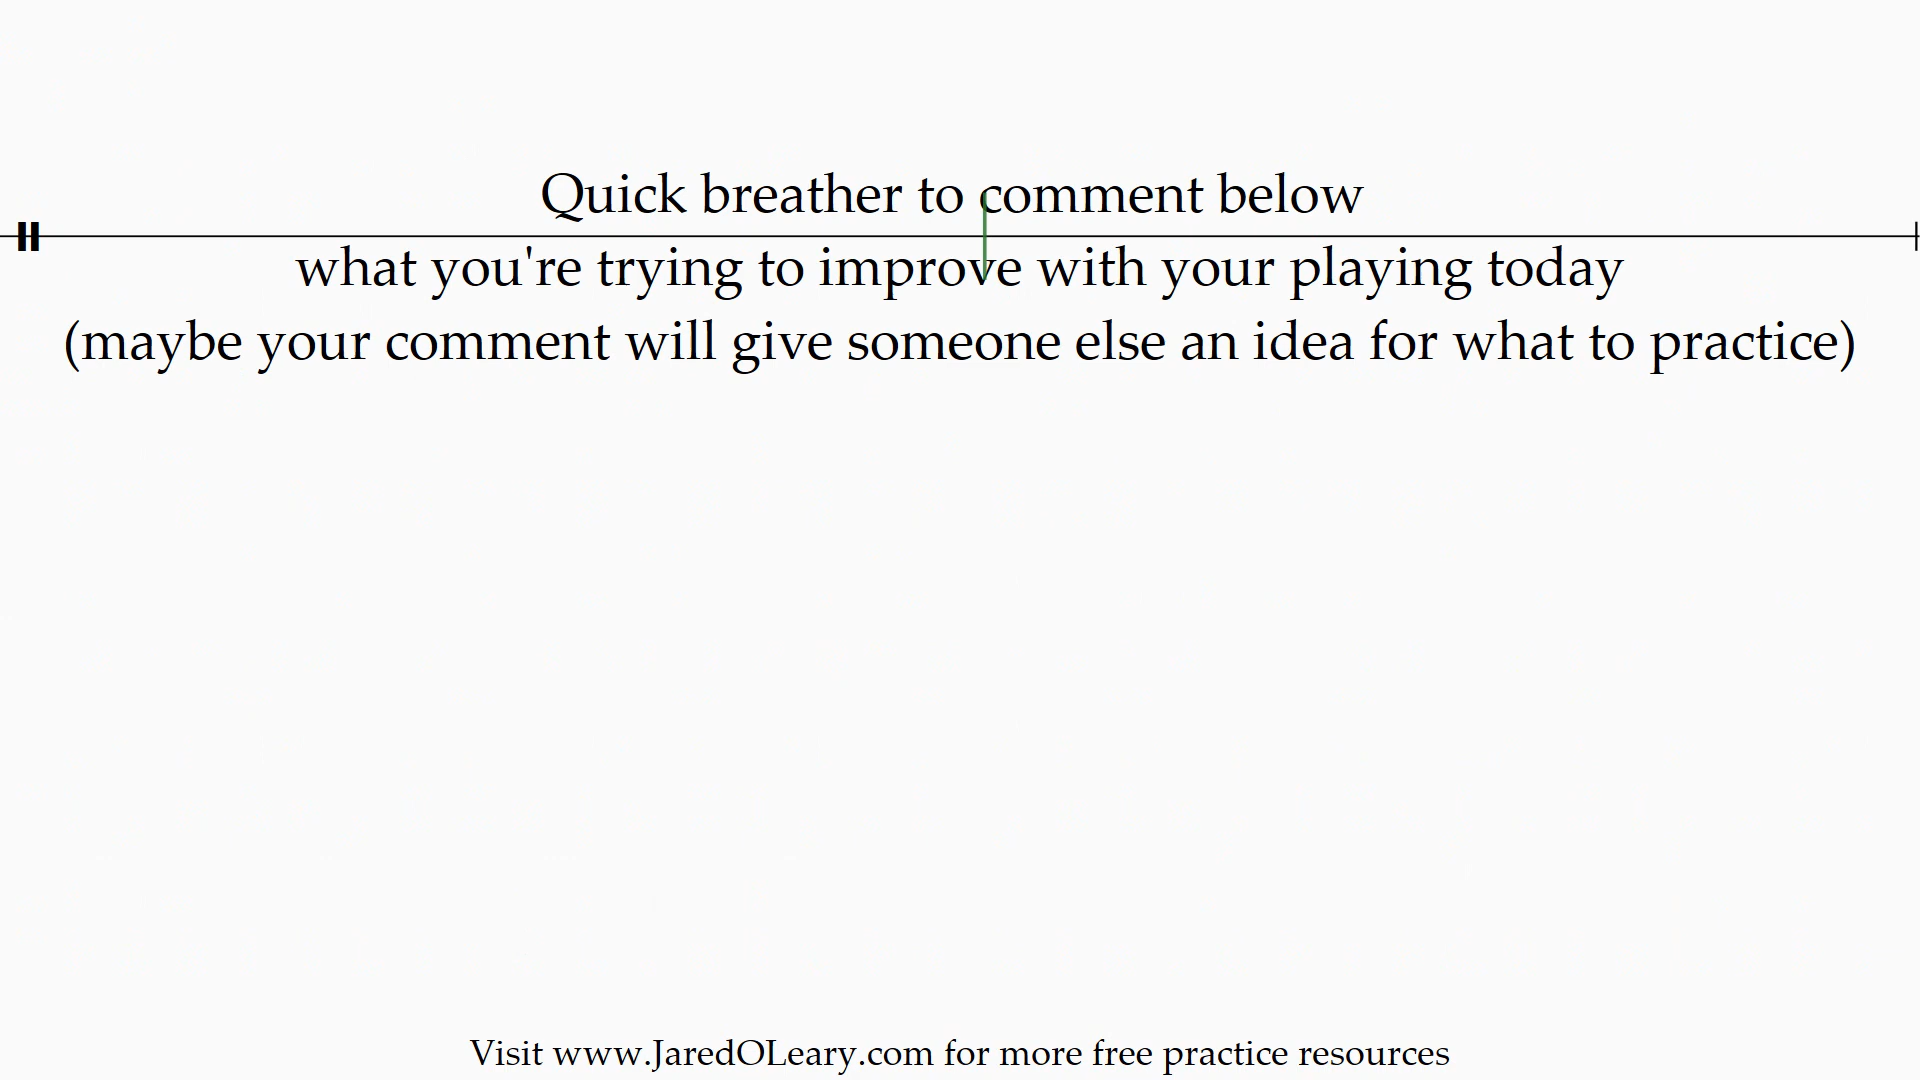 Quick breather to comment below
what you're trying to improve with your playing today
(maybe your comment will give someone else an idea for what to practice)
Visit www.JaredOLeary.com for more free practice resources